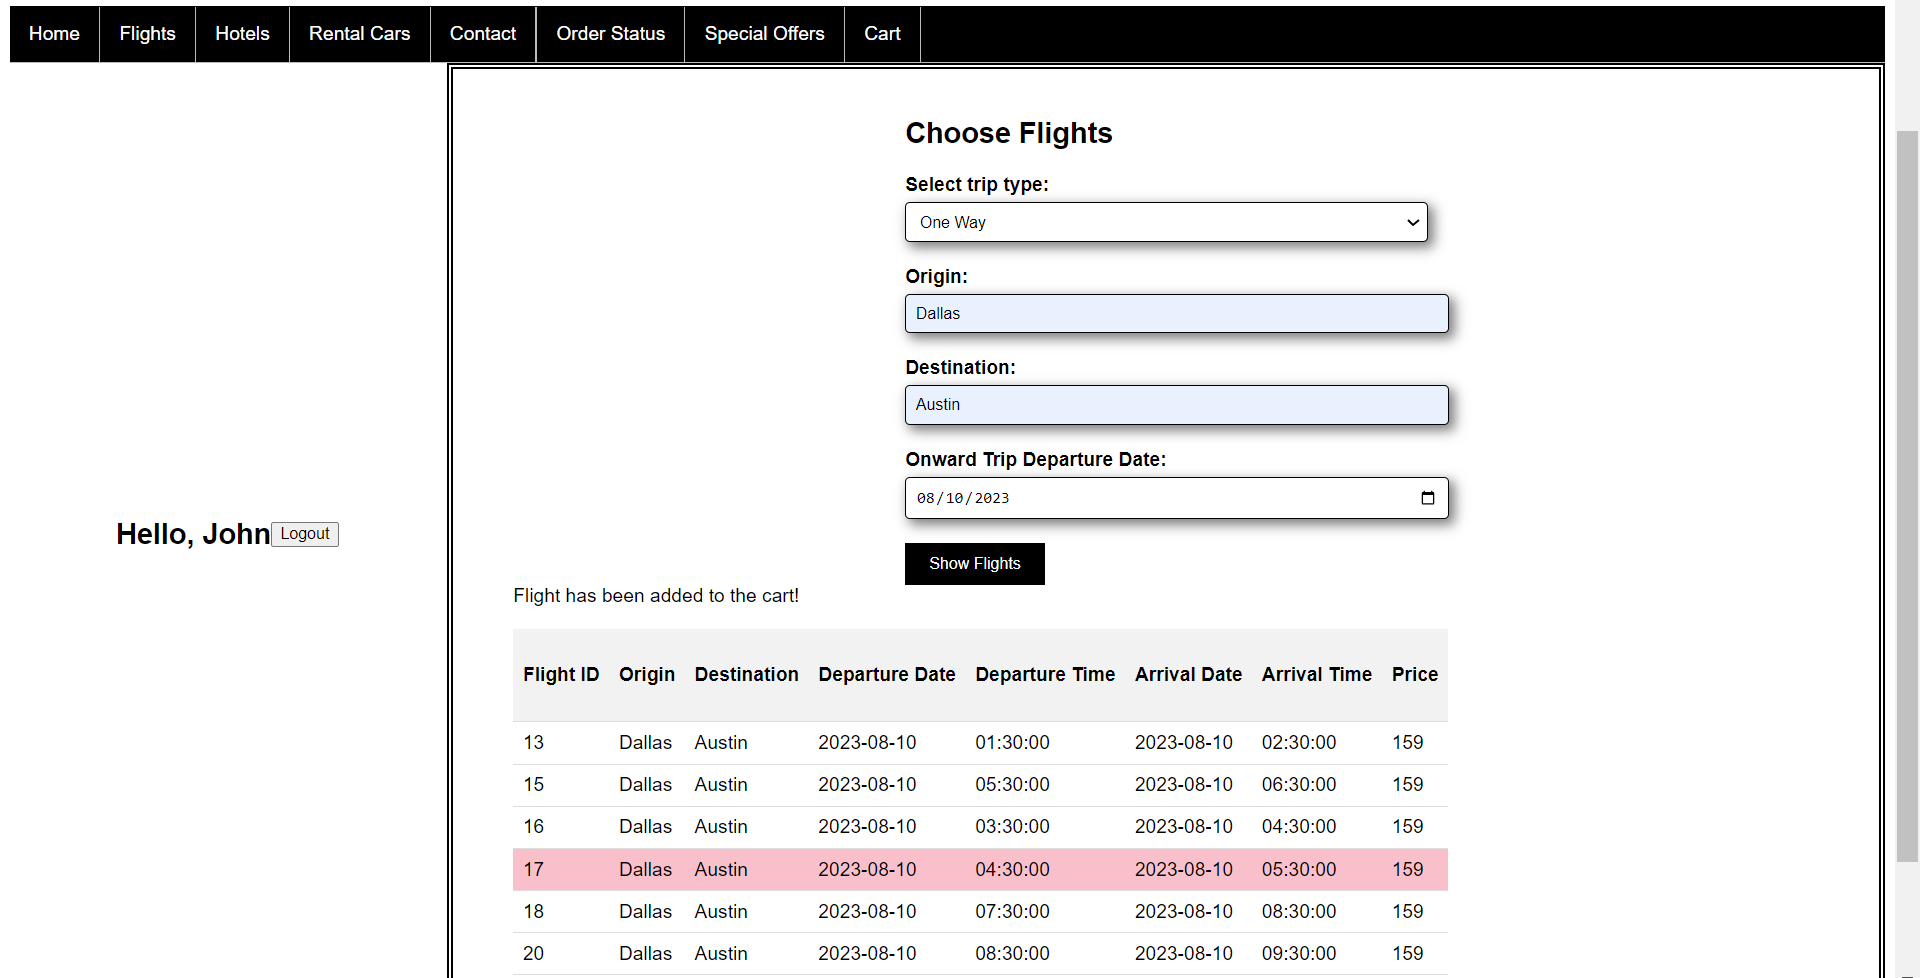 Home Flights Hotels Rental Cars Contact Order Status Special Offers Cart
Choose Flights
Select trip type:
One Way
Origin:
Dallas
Destination:
Austin
Onward Trip Departure Date:
08/10/2023
Hello, John Logout
Show Flights
Flight has been added to the cart!
Flight ID Origin Destination Departure Date Departure Time Arrival Date Arrival Time Price
13 Dallas Austin 2023-08-10 01:30:00 2023-08-10 02:30:00 159
15 Dallas Austin 2023-08-10 05:30:00 2023-08-10 06:30:00 159
16 Dallas Austin 2023-08-10 03:30:00 2023-08-10 04:30:00 159
17 Dallas Austin 2023-08-10 04:30:00 2023-08-10 05:30:00 159
18 Dallas Austin 2023-08-10 07:30:00 2023-08-10 08:30:00 159
20 Dallas Austin 2023-08-10 08:30:00 2023-08-10 09:30:00 159